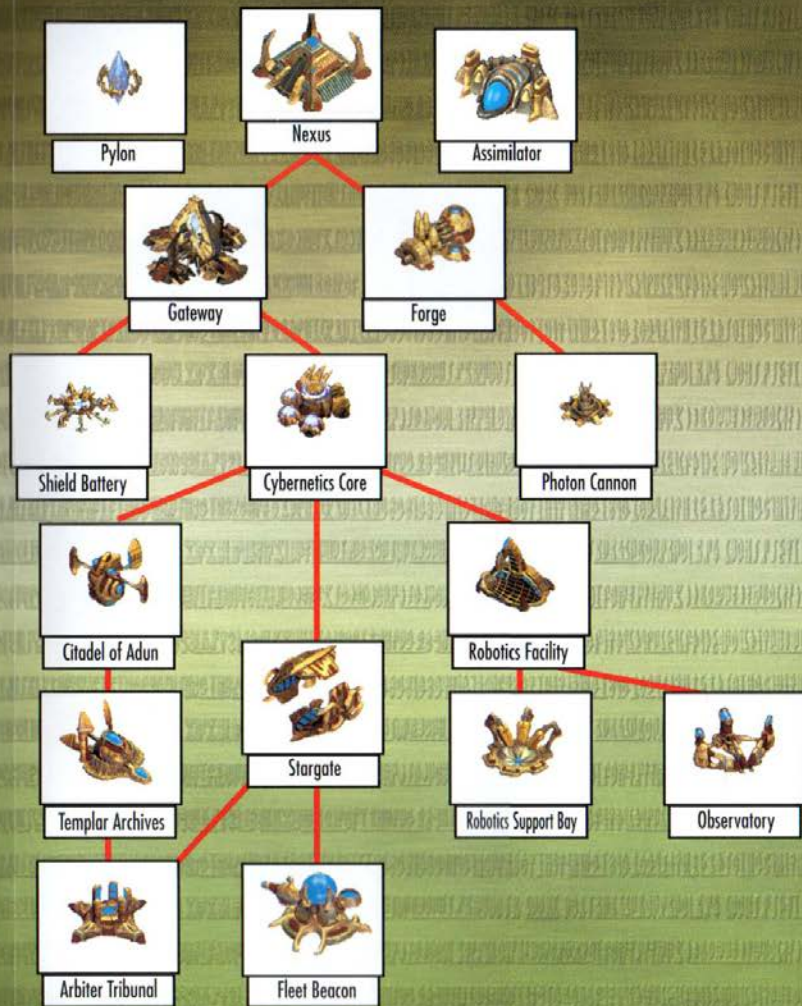 Pylon
Nexus
Assimilator
Gateway
Forge
Shield Battery
Cybernetics Core
Photon Cannon
Citadel of Adun
Robotics Facility
Stargate
Templar Archives
Robotics Support Bay
Observatory
Arbiter Tribunal
Fleet Beacon